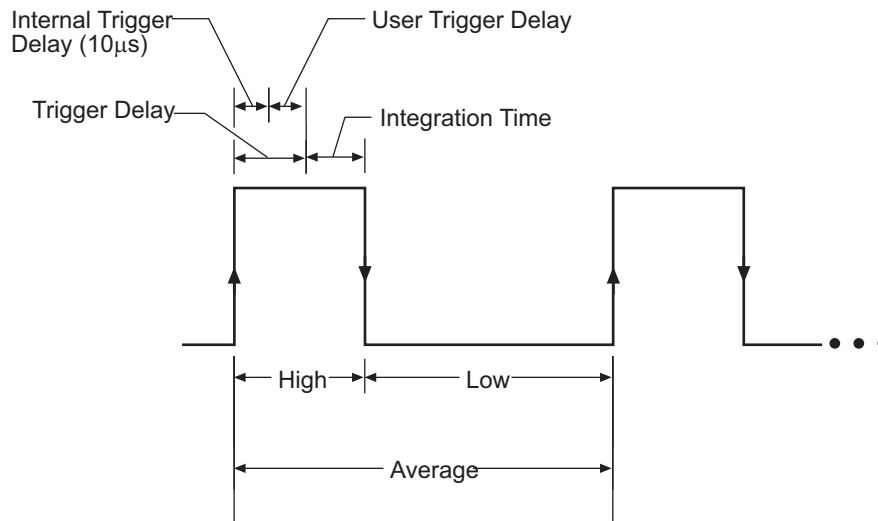 Internal Trigger
Delay (10µs)
User Trigger Delay
Trigger Delay
Integration Time
High
Low
Average